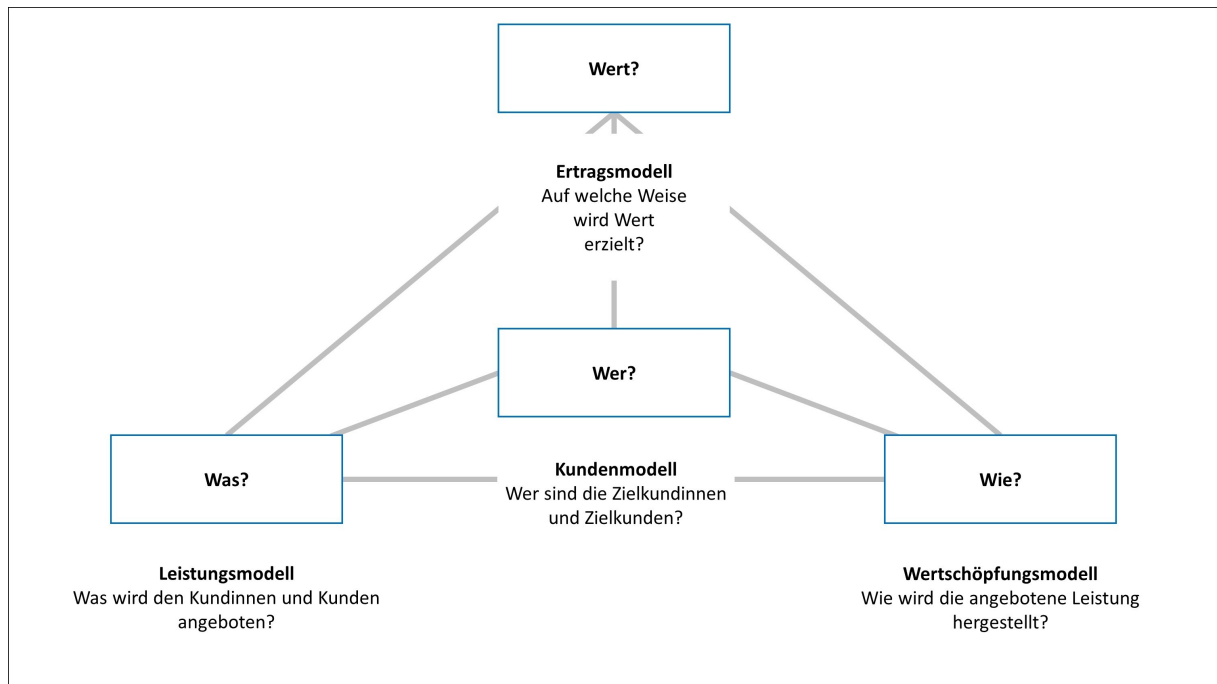 Wert?
Ertragsmodell
Auf welche Weise
wird Wert
erzielt?
Wer?
Was?
Kundenmodell
Wer sind die Zielkundinnen
und Zielkunden?
Wie?
Leistungsmodell
Was wird den Kundinnen und Kunden
angeboten?
Wertschöpfungsmodell
Wie wird die angebotene Leistung
hergestellt?